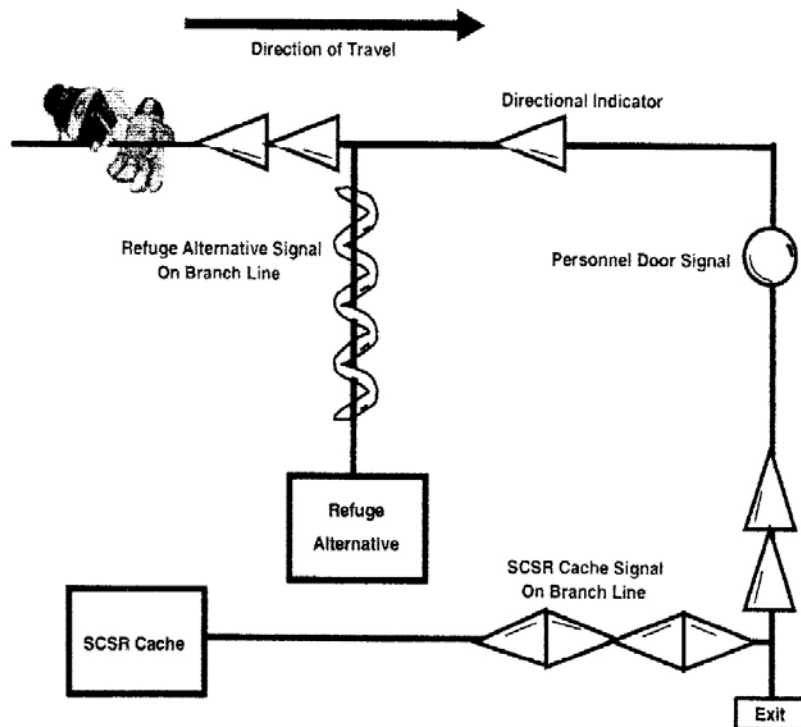 Direction of Travel
Directional Indicator
Refuge Alternative Signal
On Branch Line
Personnel Door Signal
Refuge
Alternative
SCSR Cache Signal
On Branch Line
SCSR Cache
Exit